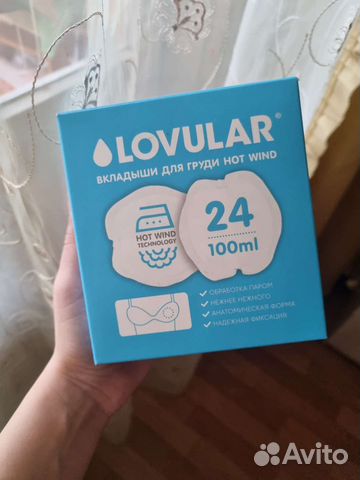 LOVULAR®
ВКЛАДЫШИ ДЛЯ ГРУДИ HOT WIND
HOT WIND
TECHNOLOGY
24
100ml
✓ ОБРАБОТКА ПАРОМ
✓ НЕЖНЕЕ НЕЖНОГО
✓ АНАТОМИЧЕСКАЯ ФОРМА
✓ НАДЕЖНАЯ ФИКСАЦИЯ
Avito